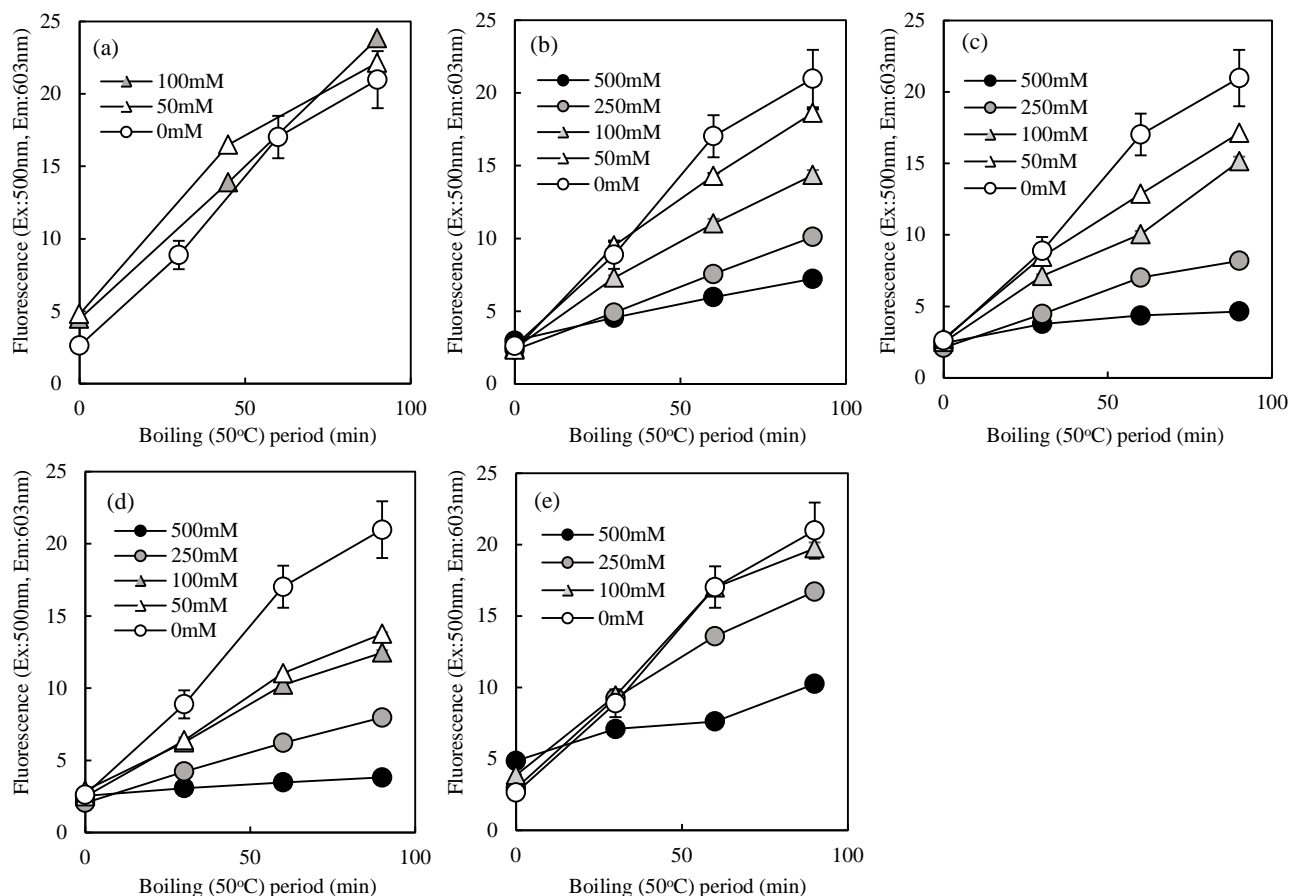 (a)
100mM
50mM
0mM
Fluorescence (Ex:500nm, Em:603nm)
25
20
15
10
5
0
0 50 100
Boiling (50°C) period (min)
(b)
500mM
250mM
100mM
50mM
0mM
Fluorescence (Ex:500nm, Em:603nm)
25
20
15
10
5
0
0 50 100
Boiling (50°C) period (min)
(c)
500mM
250mM
100mM
50mM
0mM
Fluorescence (Ex:500nm, Em:603nm)
25
20
15
10
5
0
0 50 100
Boiling (50°C) period (min)
(d)
500mM
250mM
100mM
50mM
0mM
Fluorescence (Ex:500nm, Em:603nm)
25
20
15
10
5
0
0 50 100
Boiling (50°C) period (min)
(e)
500mM
250mM
100mM
0mM
Fluorescence (Ex:500nm, Em:603nm)
25
20
15
10
5
0
0 50 100
Boiling (50°C) period (min)